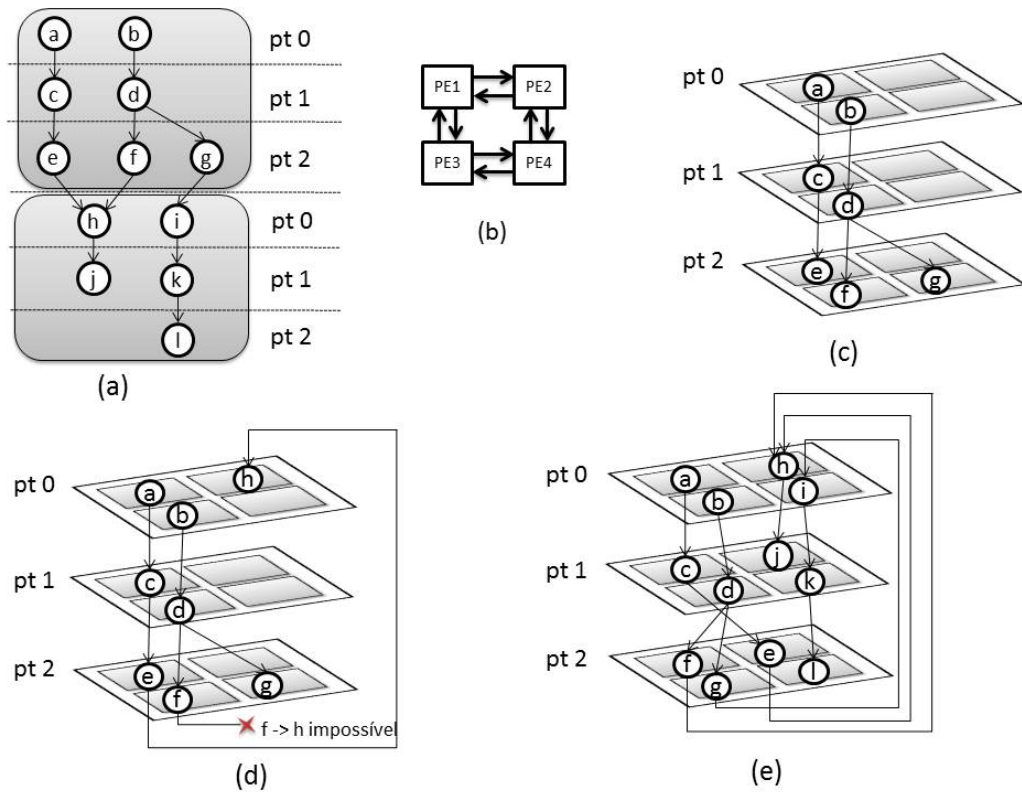 a b pt 0
c d pt 1
e f g pt 2
h i pt 0
j k pt 1
l pt 2
(a)
PE1 PE2
PE3 PE4
(b)
pt 0 a
b
pt 1 c
d
pt 2 e
f g
(c)
pt 0 a h
b
pt 1 c
d
pt 2 e
f g
f -> h impossível
(d)
pt 0 a h
b i
pt 1 c j
d k
pt 2 f e
g l
(e)